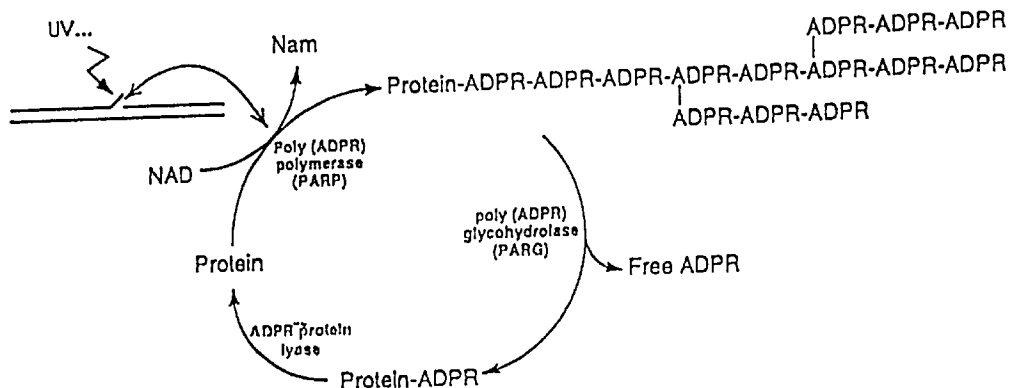 UV...
Nam
ADPR-ADPR-ADPR
Protein-ADPR-ADPR-ADPR-ADPR-ADPR-ADPR-ADPR-ADPR
ADPR-ADPR-ADPR
NAD
Poly (ADPR)
polymerase
(PARP)
poly (ADPR)
glycohydrolase
(PARG)
Free ADPR
Protein
ADPR-protein
lyase
Protein-ADPR